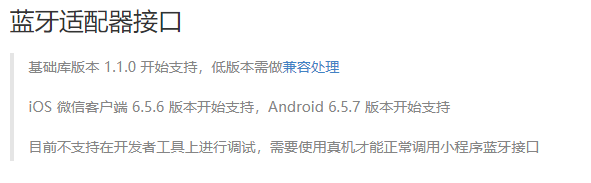 蓝牙适配器接口
基础库版本 1.1.0 开始支持，低版本需做兼容处理
iOS 微信客户端 6.5.6 版本开始支持，Android 6.5.7 版本开始支持
目前不支持在开发者工具上进行调试，需要使用真机才能正常调用小程序蓝牙接口